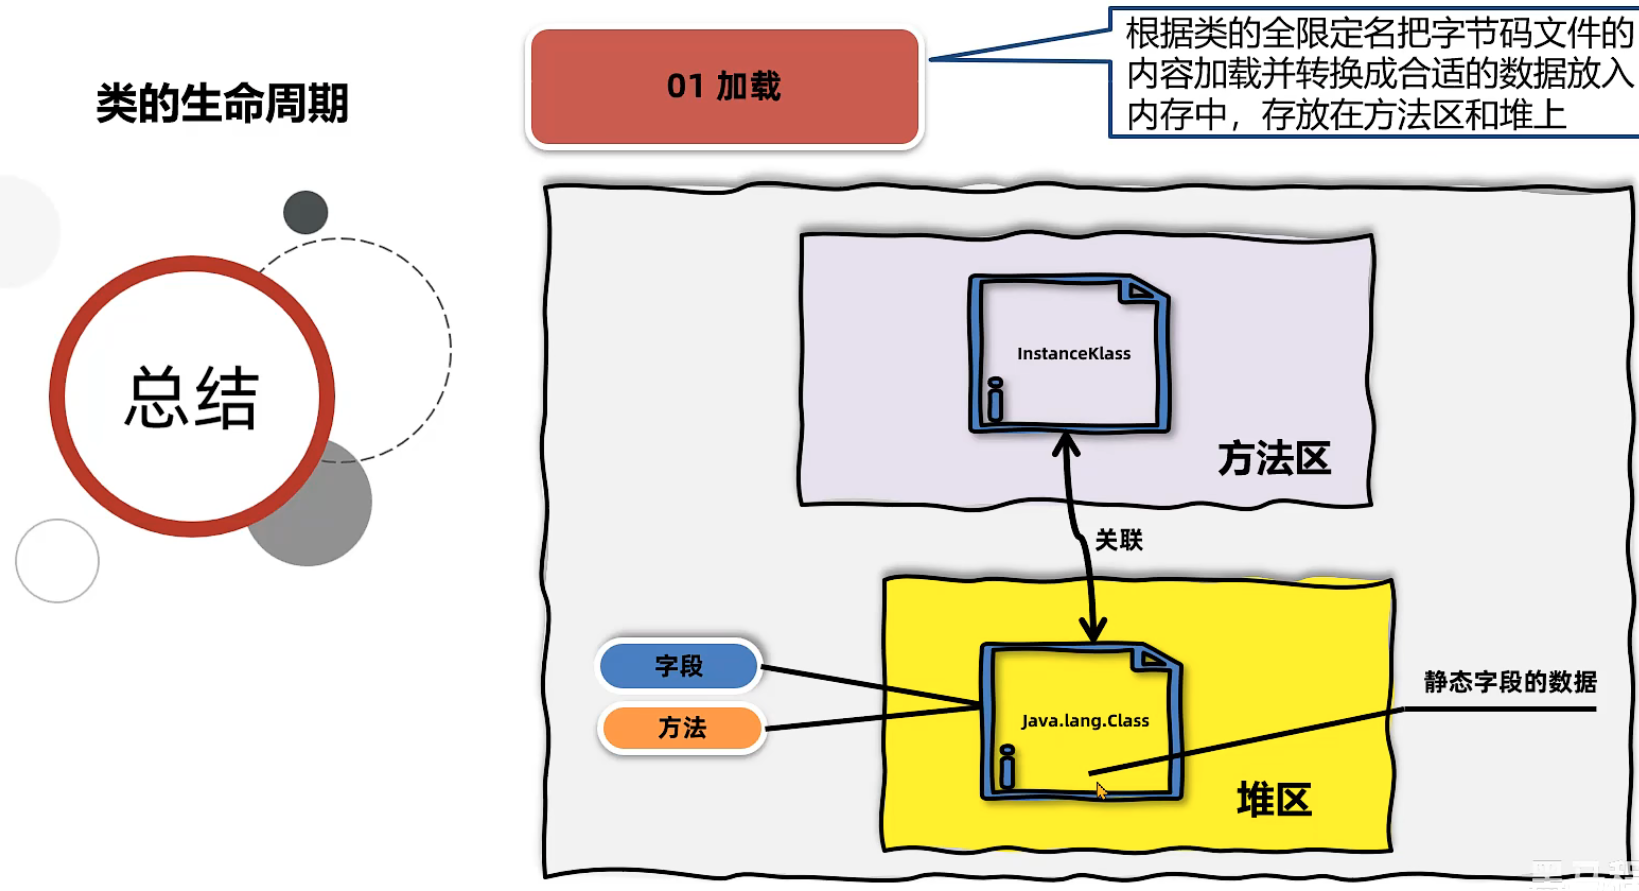 类的生命周期
总结
01 加载
根据类的全限定名把字节码文件的
内容加载并转换成合适的数据放入
内存中，存放在方法区和堆上
InstanceKlass
方法区
关联
字段
方法
Java.lang.Class
静态字段的数据
堆区